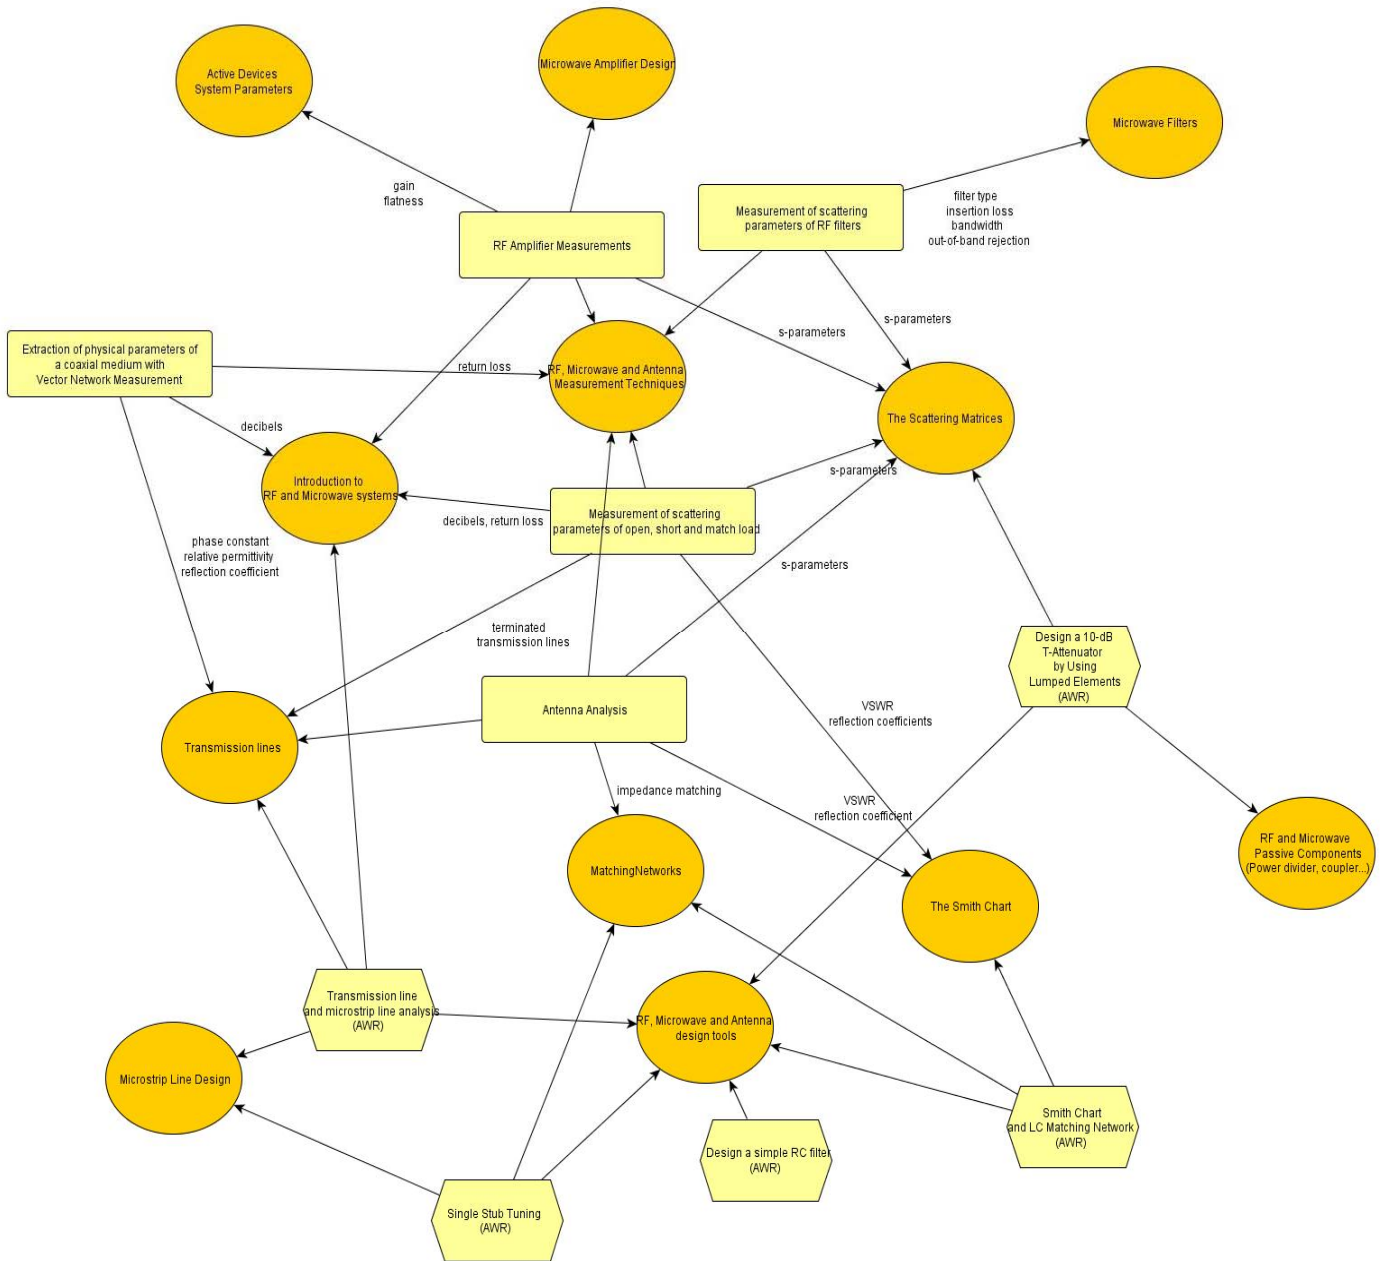 Microwave Amplifier Design
Active Devices
System Parameters
Microwave Filters
gain
flatness
filter type
insertion loss
bandwidth
out-of-band rejection
Measurement of scattering
parameters of RF filters
RF Amplifier Measurements
s-parameters
s-parameters
Extraction of physical parameters of
a coaxial medium with
Vector Network Measurement
return loss
RF, Microwave and Antenna
Measurement Techniques
The Scattering Matrices
decibels
Introduction to
RF and Microwave systems
s-parameters
decibels, return loss
Measurement of scattering
parameters of open, short and match load
phase constant
relative permittivity
reflection coefficient
s-parameters
terminated
transmission lines
Design a 10-dB
T-Attenuator
by Using
Lumped Elements
(AWR)
Antenna Analysis
VSWR
reflection coefficients
Transmission lines
impedance matching
VSWR
reflection coefficient
RF and Microwave
Passive Components
(Power divider, coupler...)
MatchingNetworks
The Smith Chart
Transmission line
and microstrip line analysis
(AWR)
RF, Microwave and Antenna
design tools
Microstrip Line Design
Smith Chart
and LC Matching Network
(AWR)
Design a simple RC filter
(AWR)
Single Stub Tuning
(AWR)